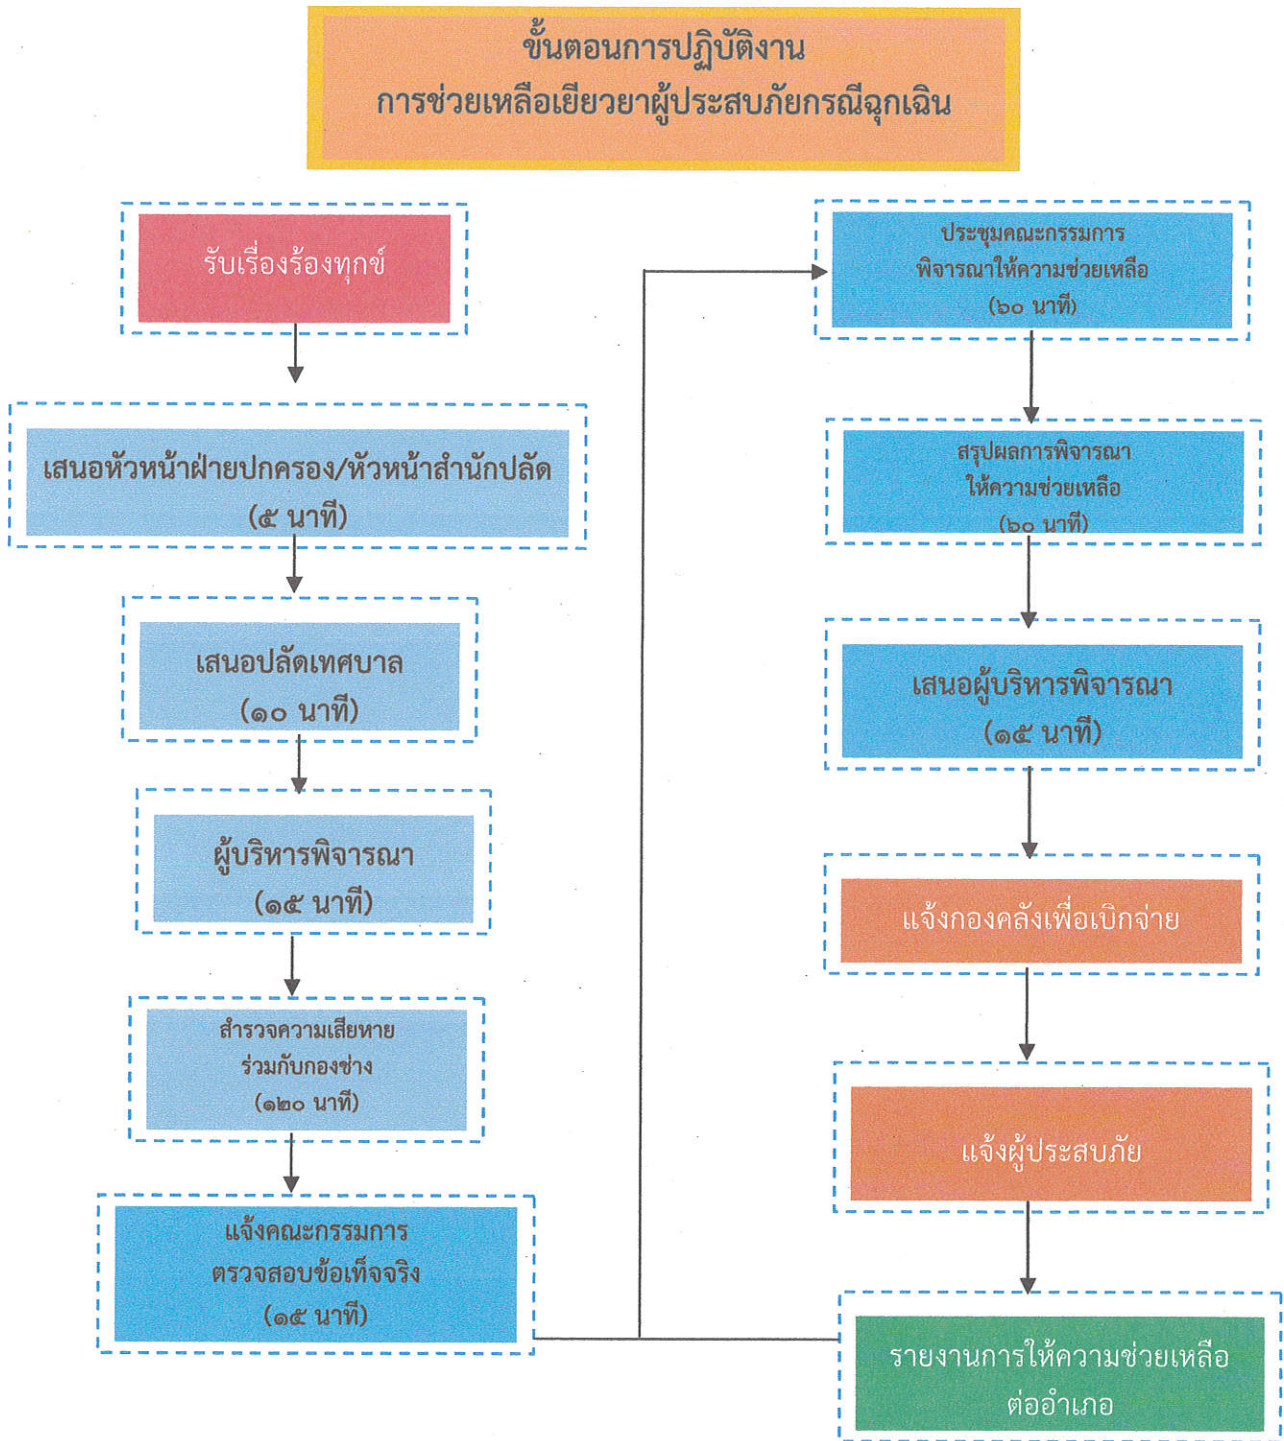 ขั้นตอนการปฏิบัติงาน
การช่วยเหลือเยียวยาผู้ประสบภัยกรณีฉุกเฉิน
รับเรื่องร้องทุกข์
เสนอหัวหน้าฝ่ายปกครอง/หัวหน้าสำนักปลัด
(๕ นาที)
เสนอปลัดเทศบาล
(๑๐ นาที)
ผู้บริหารพิจารณา
(๑๕ นาที)
สำรวจความเสียหาย
ร่วมกับกองช่าง
(๑๒๐ นาที)
แจ้งคณะกรรมการ
ตรวจสอบข้อเท็จจริง
(๑๕ นาที)
ประชุมคณะกรรมการ
พิจารณาให้ความช่วยเหลือ
(๖๐ นาที)
สรุปผลการพิจารณา
ให้ความช่วยเหลือ
(๖๐ นาที)
เสนอผู้บริหารพิจารณา
(๑๕ นาที)
แจ้งกองคลังเพื่อเบิกจ่าย
แจ้งผู้ประสบภัย
รายงานการให้ความช่วยเหลือ
ต่ออำเภอ